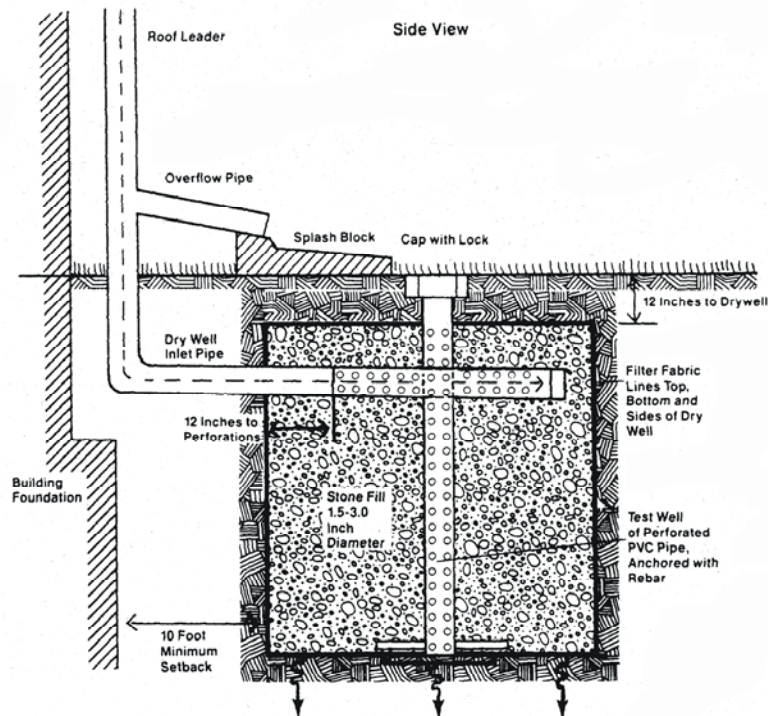 Side View
Roof Leader
Overflow Pipe
Splash Block
Cap with Lock
12 Inches to Drywell
Dry Well
Inlet Pipe
Filter Fabric
Lines Top,
Bottom and
Sides of Dry
Well
12 Inches to
Perforations
Building
Foundation
Stone Fill
1.5-3.0
Inch
Diameter
Test Well
of Perforated
PVC Pipe,
Anchored with
Rebar
10 Foot
Minimum
Setback